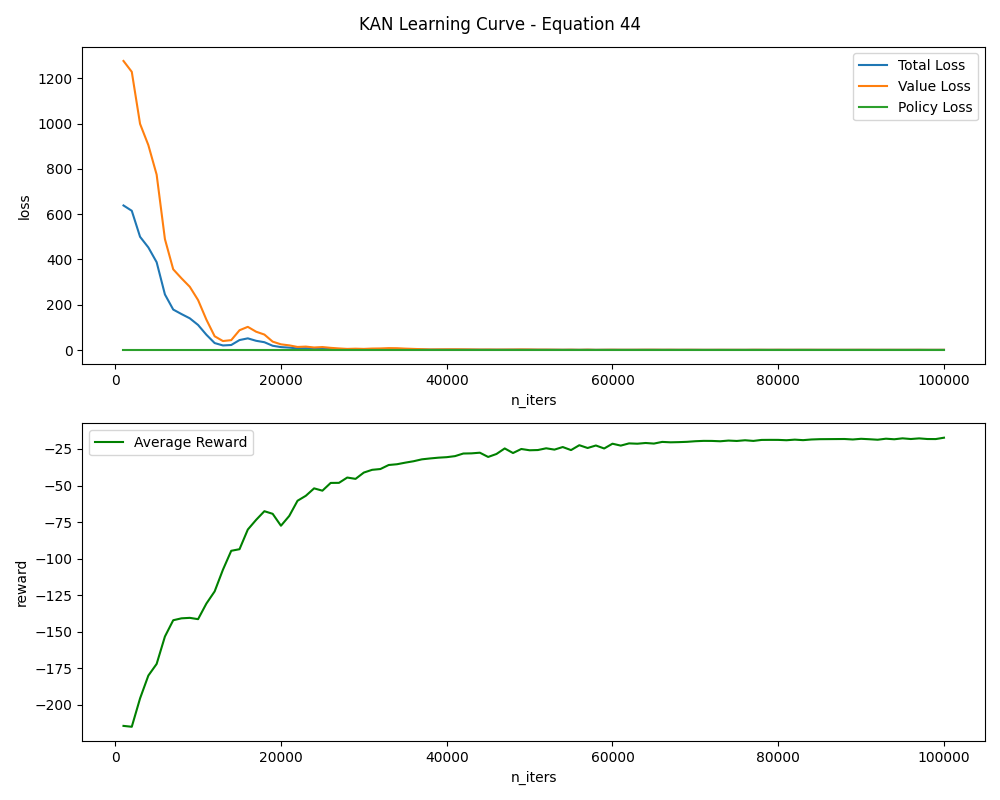 KAN Learning Curve - Equation 44
Total Loss
Value Loss
Policy Loss
1200
1000
800
600
400
200
0
loss
0 20000 40000 60000 80000 100000
n_iters
Average Reward
−25
−50
−75
−100
−125
−150
−175
−200
reward
0 20000 40000 60000 80000 100000
n_iters